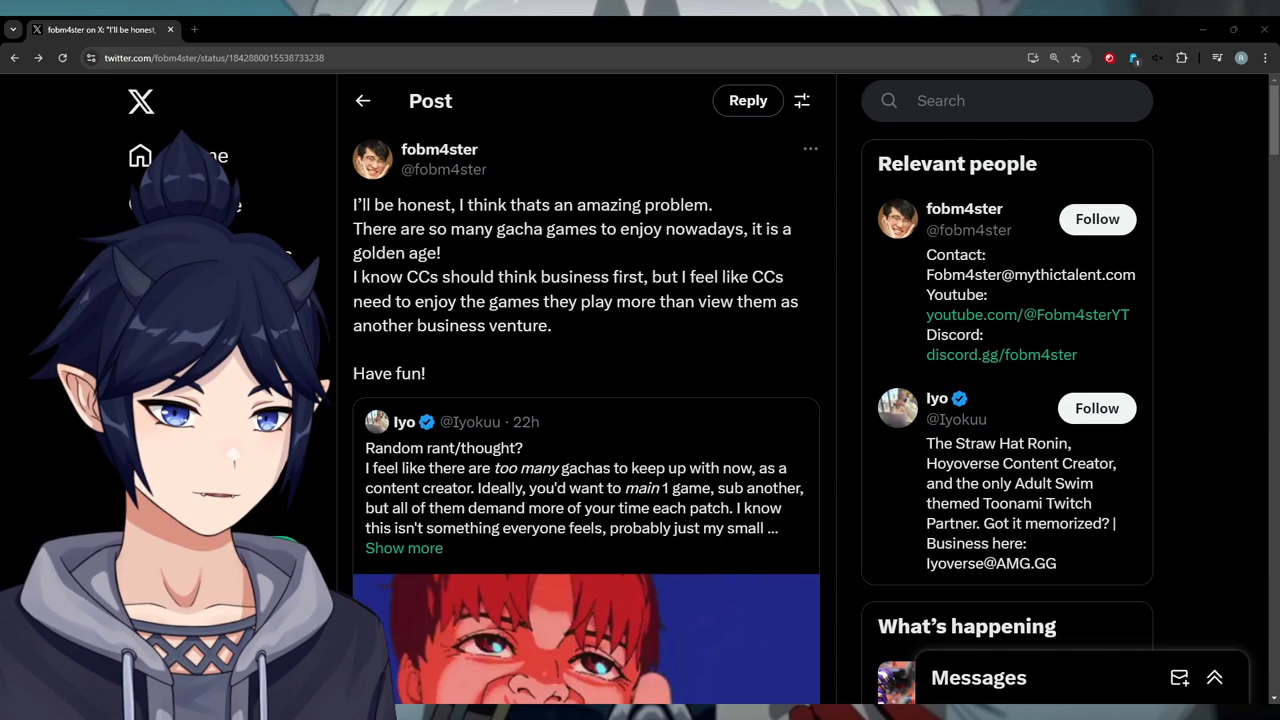 fobm4ster on X: "I'll be honest,
twitter.com/fobm4ster/status/1842880015538733238
Post
Reply
Search
fobm4ster
@fobm4ster
I'll be honest, I think thats an amazing problem.
There are so many gacha games to enjoy nowadays, it is a
golden age!
I know CCs should think business first, but I feel like CCs
need to enjoy the games they play more than view them as
another business venture.
Have fun!
Iyo @Iyokuu · 22h
Random rant/thought?
I feel like there are too many gachas to keep up with now, as a
content creator. Ideally, you'd want to main 1 game, sub another,
but all of them demand more of your time each patch. I know
this isn't something everyone feels, probably just my small ...
Show more
Relevant people
fobm4ster
@fobm4ster
Follow
Contact:
Fobm4ster@mythictalent.com
Youtube:
youtube.com/@Fobm4sterYT
Discord:
discord.gg/fobm4ster
Iyo
@Iyokuu
Follow
The Straw Hat Ronin,
Hoyoverse Content Creator,
and the only Adult Swim
themed Toonami Twitch
Partner. Got it memorized? |
Business here:
Iyoverse@AMG.GG
What's happening
Messages